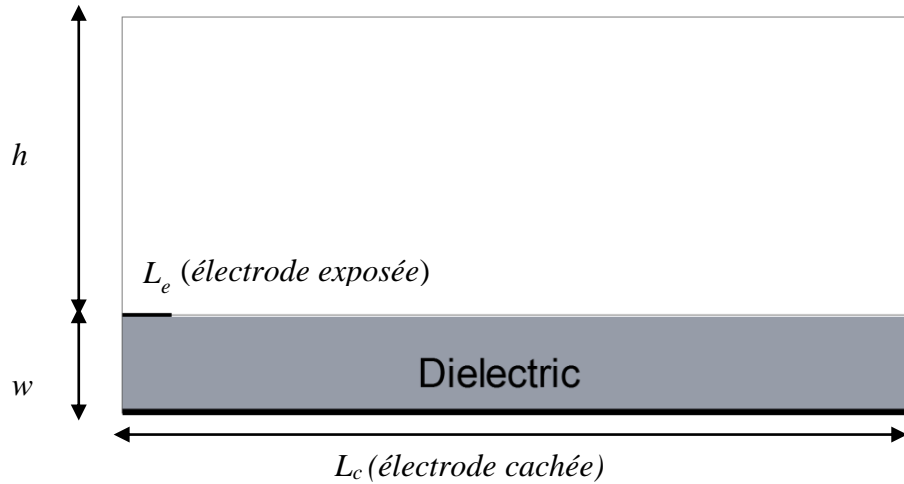 h
L_e (électrode exposée)
w
Dielectric
L_c (électrode cachée)